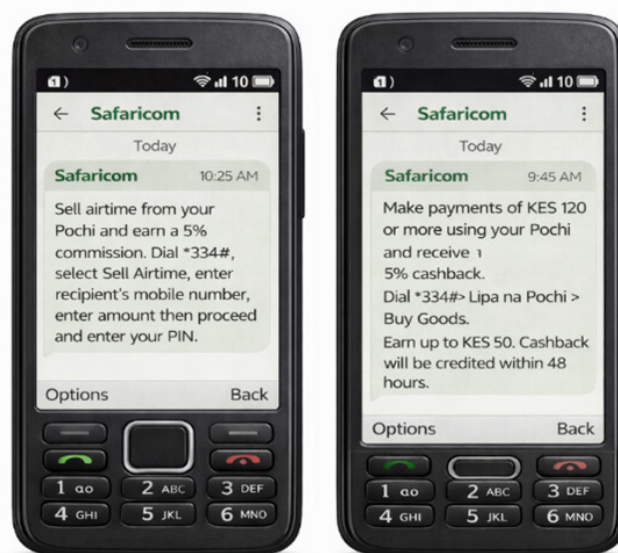 1)
10
← Safaricom
Today
Safaricom 10:25 AM
Sell airtime from your
Pochi and earn a 5%
commission. Dial *334#,
select Sell Airtime, enter
recipient's mobile number,
enter amount then proceed
and enter your PIN.
Options Back
1 ao 2 ABC 3 DEF
4 GHI 5 JKL 6 MNO
1)
10
← Safaricom
Today
Safaricom 9:45 AM
Make payments of KES 120
or more using your Pochi
and receive ı
5% cashback.
Dial *334#> Lipa na Pochi >
Buy Goods.
Earn up to KES 50. Cashback
will be credited within 48
hours.
Options Back
1 ao 2 ABC 3 DEF
4 GHI 5 JKL 6 MNO